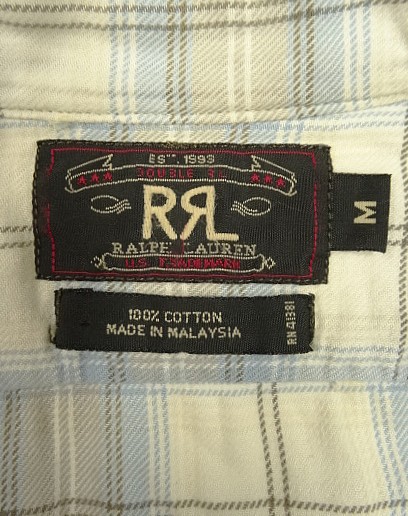 EST. 1993
DOUBLE RL
RRL
RALPH LAUREN
U.S. TRADEMARK
M
100% COTTON
MADE IN MALAYSIA
RN 41381